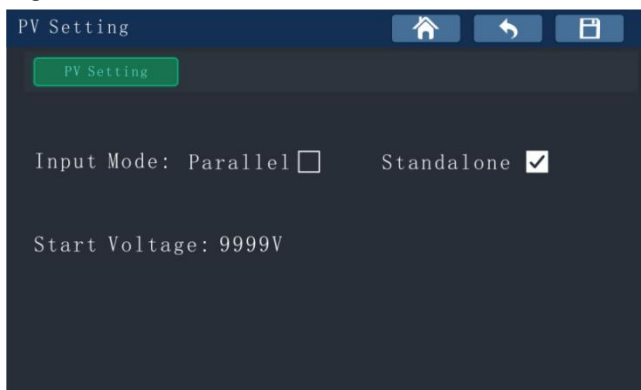 PV Setting
PV Setting
Input Mode: Parallel Standalone
Start Voltage: 9999V